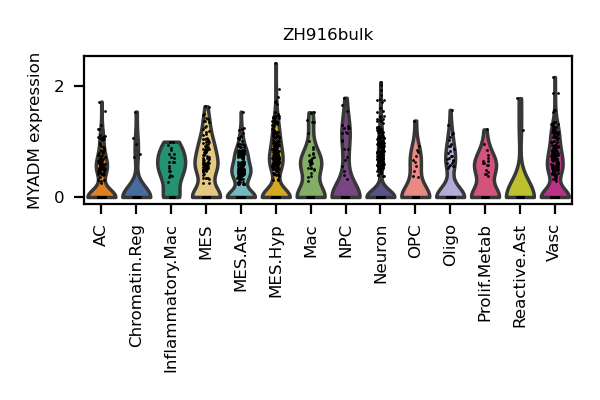 ZH916bulk
MYADM expression
2
0
AC
Chromatin.Reg
Inflammatory.Mac
MES
MES.Ast
MES.Hyp
Mac
NPC
Neuron
OPC
Oligo
Prolif.Metab
Reactive.Ast
Vasc